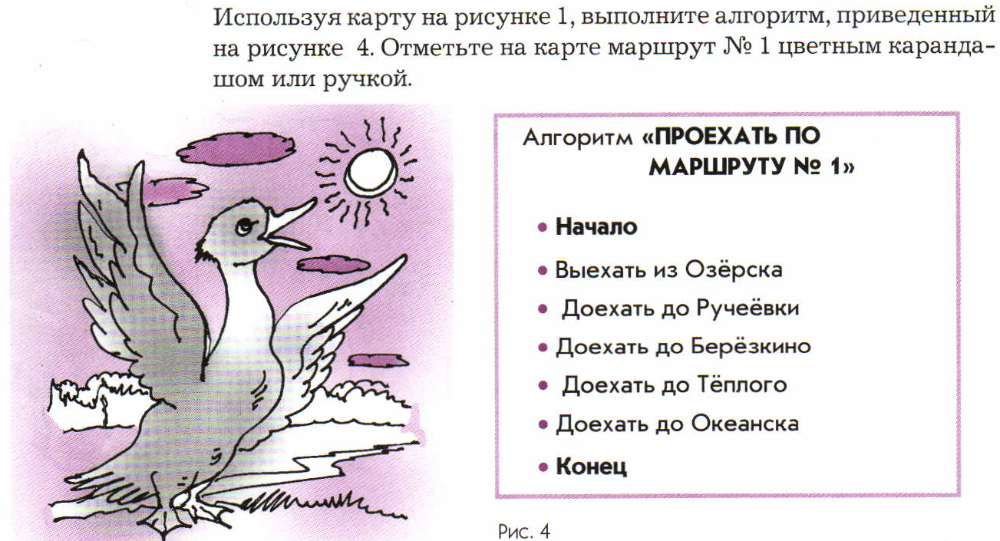 Используя карту на рисунке 1, выполните алгоритм, приведенный
на рисунке 4. Отметьте на карте маршрут № 1 цветным каранда-
шом или ручкой.
Алгоритм «ПРОЕХАТЬ ПО
МАРШРУТУ № 1»
• Начало
• Выехать из Озёрска
• Доехать до Ручеёвки
• Доехать до Берёзкино
• Доехать до Тёплого
• Доехать до Океанска
• Конец
Рис. 4